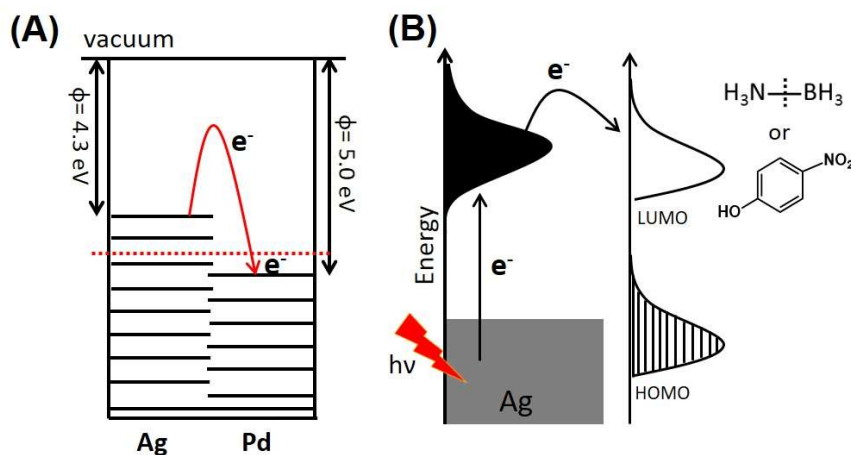 (A)
vacuum
ϕ= 4.3 eV
e⁻
ϕ= 5.0 eV
e⁻
Ag
Pd
(B)
Energy
e⁻
e⁻
hν
Ag
LUMO
HOMO
H₃N BH₃
or
NO₂
HO